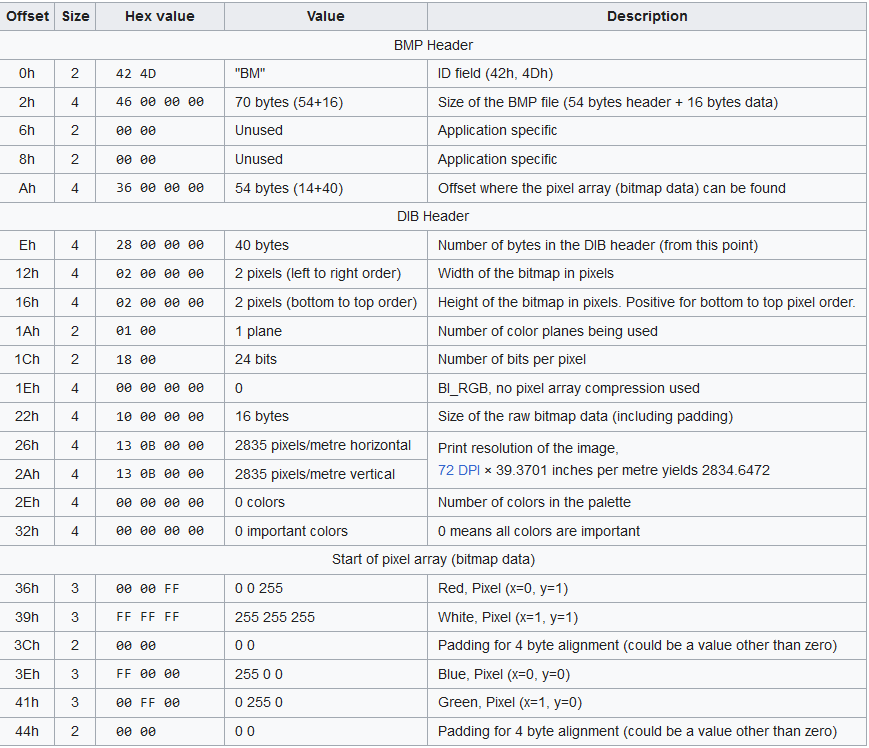 Offset Size Hex value Value Description
BMP Header
0h 2 42 4D "BM" ID field (42h, 4Dh)
2h 4 46 00 00 00 70 bytes (54+16) Size of the BMP file (54 bytes header + 16 bytes data)
6h 2 00 00 Unused Application specific
8h 2 00 00 Unused Application specific
Ah 4 36 00 00 00 54 bytes (14+40) Offset where the pixel array (bitmap data) can be found
DIB Header
Eh 4 28 00 00 00 40 bytes Number of bytes in the DIB header (from this point)
12h 4 02 00 00 00 2 pixels (left to right order) Width of the bitmap in pixels
16h 4 02 00 00 00 2 pixels (bottom to top order) Height of the bitmap in pixels. Positive for bottom to top pixel order.
1Ah 2 01 00 1 plane Number of color planes being used
1Ch 2 18 00 24 bits Number of bits per pixel
1Eh 4 00 00 00 00 0 BI_RGB, no pixel array compression used
22h 4 10 00 00 00 16 bytes Size of the raw bitmap data (including padding)
26h 4 13 0B 00 00 2835 pixels/metre horizontal Print resolution of the image,
2Ah 4 13 0B 00 00 2835 pixels/metre vertical 72 DPI × 39.3701 inches per metre yields 2834.6472
2Eh 4 00 00 00 00 0 colors Number of colors in the palette
32h 4 00 00 00 00 0 important colors 0 means all colors are important
Start of pixel array (bitmap data)
36h 3 00 00 FF 0 0 255 Red, Pixel (x=0, y=1)
39h 3 FF FF FF 255 255 255 White, Pixel (x=1, y=1)
3Ch 2 00 00 0 0 Padding for 4 byte alignment (could be a value other than zero)
3Eh 3 FF 00 00 255 0 0 Blue, Pixel (x=0, y=0)
41h 3 00 FF 00 0 255 0 Green, Pixel (x=1, y=0)
44h 2 00 00 0 0 Padding for 4 byte alignment (could be a value other than zero)